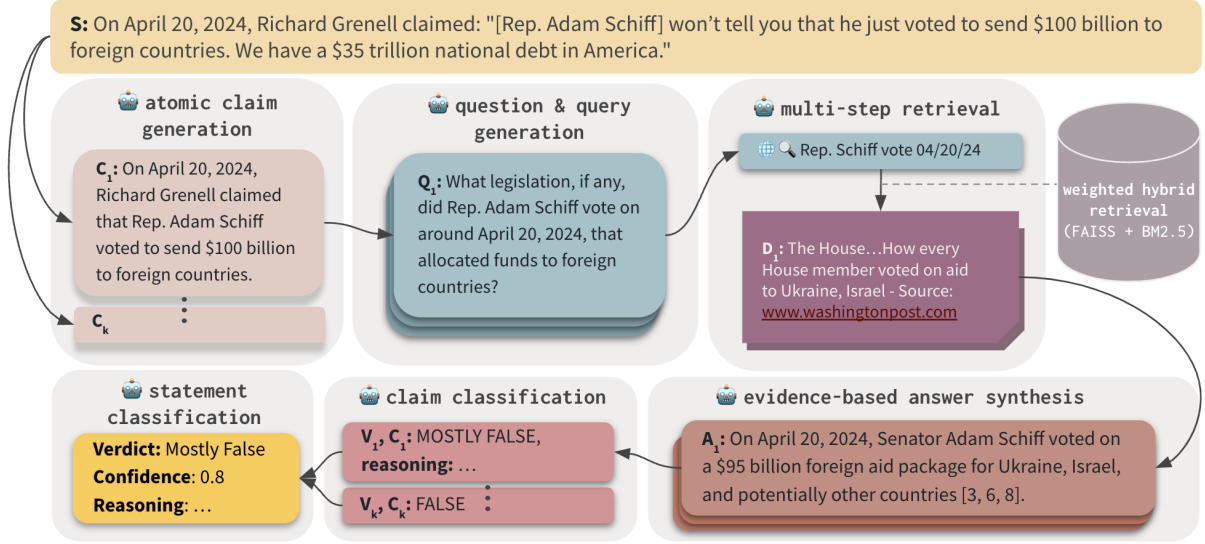 S: On April 20, 2024, Richard Grenell claimed: "[Rep. Adam Schiff] won’t tell you that he just voted to send $100 billion to
foreign countries. We have a $35 trillion national debt in America."
atomic claim
generation
C1: On April 20, 2024,
Richard Grenell claimed
that Rep. Adam Schiff
voted to send $100 billion
to foreign countries.
Ck
question & query
generation
Q1: What legislation, if any,
did Rep. Adam Schiff vote on
around April 20, 2024, that
allocated funds to foreign
countries?
multi-step retrieval
Rep. Schiff vote 04/20/24
D1: The House…How every
House member voted on aid
to Ukraine, Israel - Source:
www.washingtonpost.com
weighted hybrid
retrieval
(FAISS + BM2.5)
statement
classification
Verdict: Mostly False
Confidence: 0.8
Reasoning: …
claim classification
V1, C1: MOSTLY FALSE,
reasoning: …
Vk, Ck: FALSE
evidence-based answer synthesis
A1: On April 20, 2024, Senator Adam Schiff voted on
a $95 billion foreign aid package for Ukraine, Israel,
and potentially other countries [3, 6, 8].